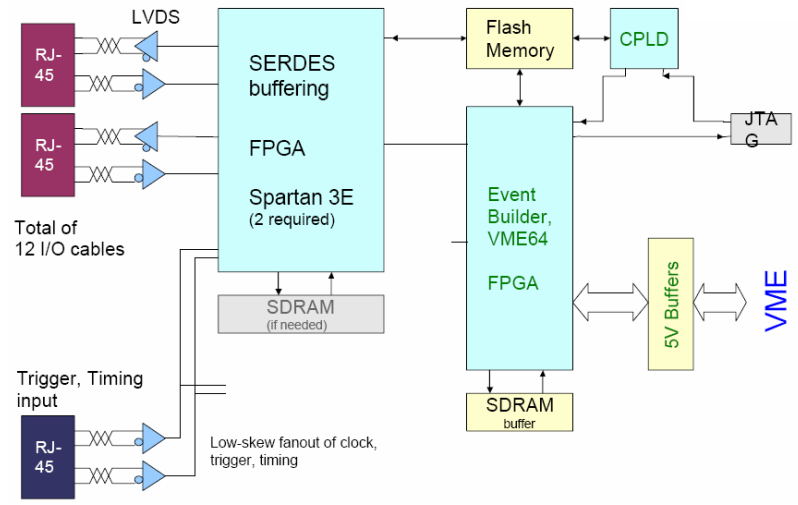 LVDS
RJ-
45
RJ-
45
SERDES
buffering
FPGA
Spartan 3E
(2 required)
Flash
Memory
CPLD
JTA
G
Total of
12 I/O cables
Event
Builder,
VME64
FPGA
5V Buffers
VME
SDRAM
(if needed)
SDRAM
buffer
Trigger, Timing
input
RJ-
45
Low-skew fanout of clock,
trigger, timing